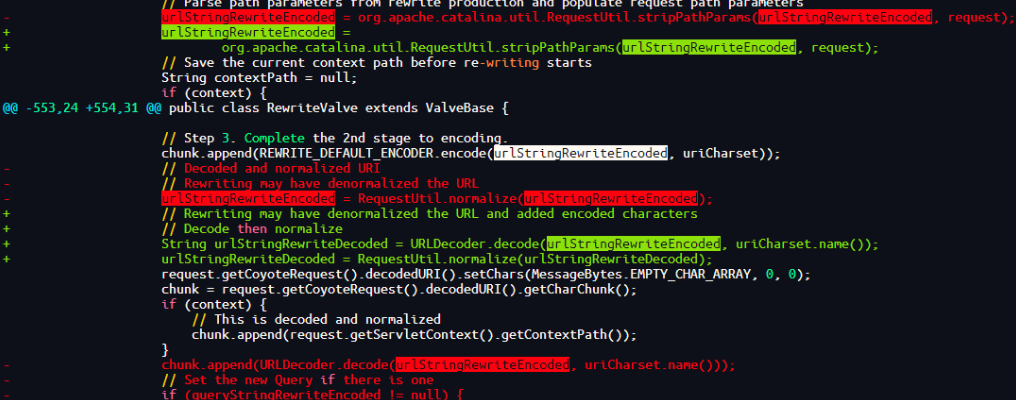 // Parse path parameters from rewrite production and populate request path parameters
- urlStringRewriteEncoded = org.apache.catalina.util.RequestUtil.stripPathParams(urlStringRewriteEncoded, request);
+ urlStringRewriteEncoded =
+ org.apache.catalina.util.RequestUtil.stripPathParams(urlStringRewriteEncoded, request);
// Save the current context path before re-writing starts
String contextPath = null;
if (context) {
@@ -553,24 +554,31 @@ public class RewriteValve extends ValveBase {
// Step 3. Complete the 2nd stage to encoding.
chunk.append(REWRITE_DEFAULT_ENCODER.encode(urlStringRewriteEncoded, uriCharset));
- // Decoded and normalized URI
- // Rewriting may have denormalized the URL
- urlStringRewriteEncoded = RequestUtil.normalize(urlStringRewriteEncoded);
+ // Rewriting may have denormalized the URL and added encoded characters
+ // Decode then normalize
+ String urlStringRewriteDecoded = URLDecoder.decode(urlStringRewriteEncoded, uriCharset.name());
+ urlStringRewriteDecoded = RequestUtil.normalize(urlStringRewriteDecoded);
request.getCoyoteRequest().decodedURI().setChars(MessageBytes.EMPTY_CHAR_ARRAY, 0, 0);
chunk = request.getCoyoteRequest().decodedURI().getCharChunk();
if (context) {
// This is decoded and normalized
chunk.append(request.getServletContext().getContextPath());
}
- chunk.append(URLDecoder.decode(urlStringRewriteEncoded, uriCharset.name()));
- // Set the new Query if there is one
- if (queryStringRewriteEncoded != null) {